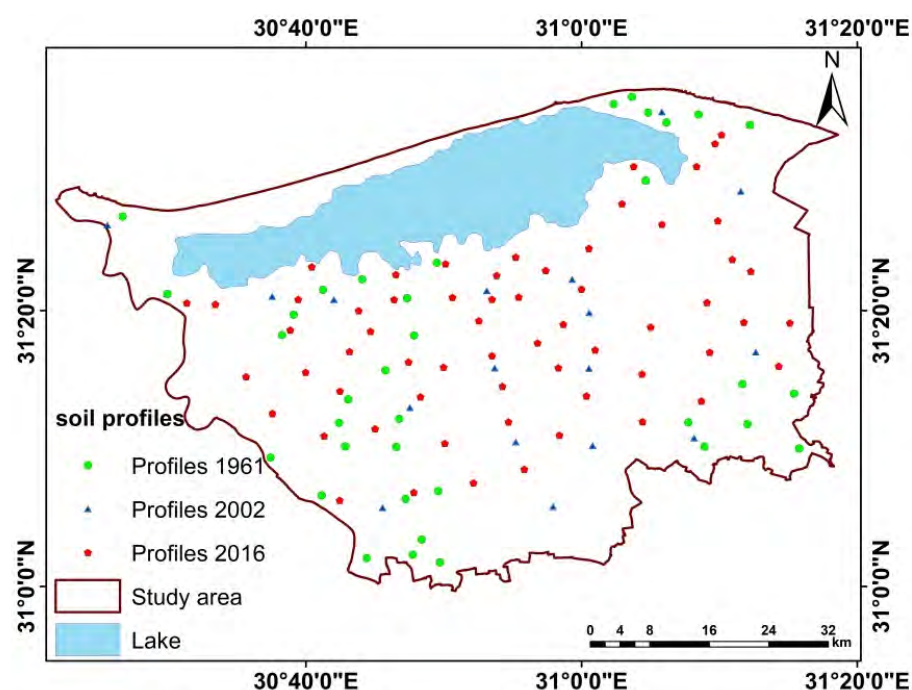 30°40'0"E 31°0'0"E 31°20'0"E
N
31°20'0"N 31°20'0"N
soil profiles
Profiles 1961
Profiles 2002
Profiles 2016
Study area
Lake
31°0'0"N 31°0'0"N
0 4 8 16 24 32
km
30°40'0"E 31°0'0"E 31°20'0"E